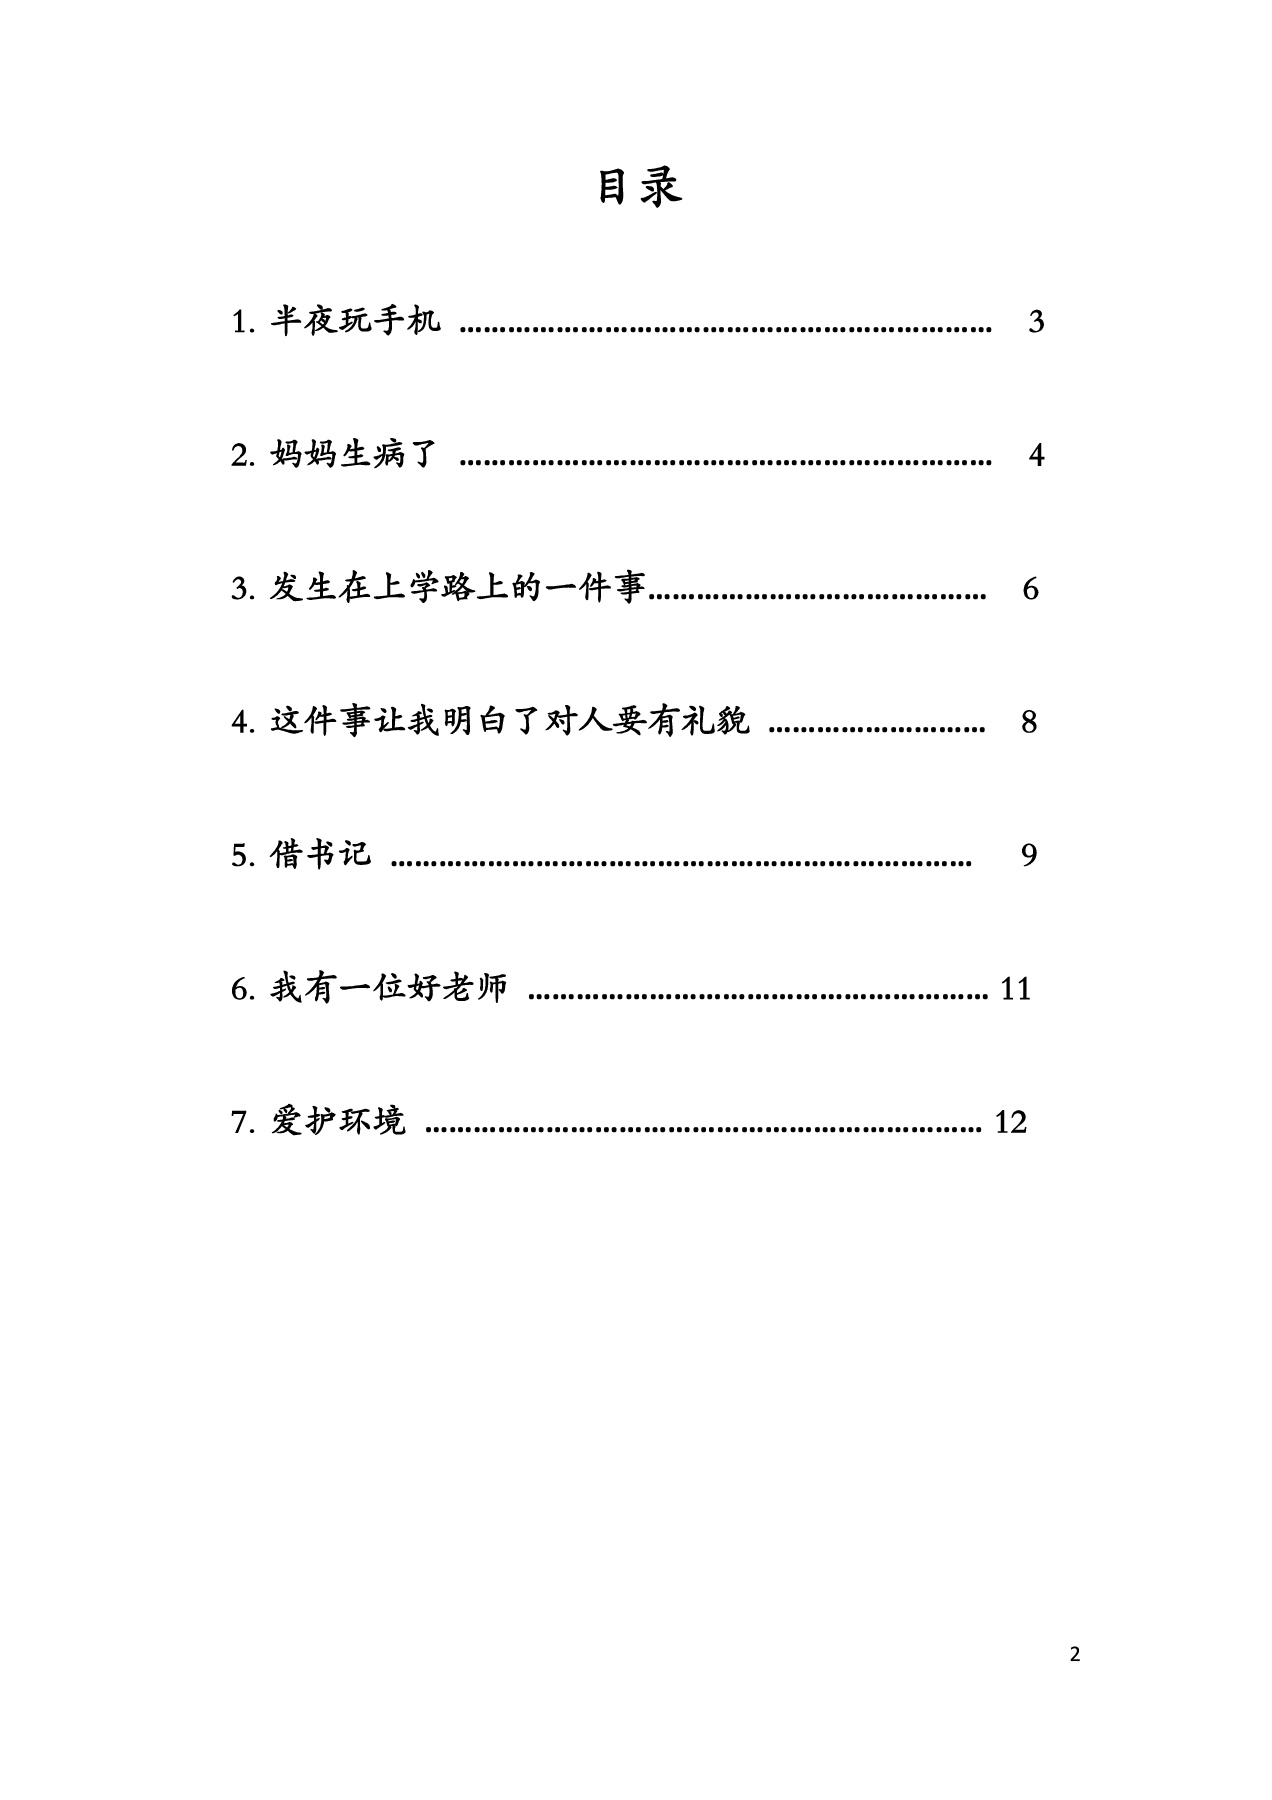 目录
1. 半夜玩手机 ………………………………………………………… 3
2. 妈妈生病了 ………………………………………………………… 4
3. 发生在上学路上的一件事…………………………………… 6
4. 这件事让我明白了对人要有礼貌 ……………………… 8
5. 借书记 ……………………………………………………………… 9
6. 我有一位好老师 ………………………………………………… 11
7. 爱护环境 …………………………………………………………… 12
2